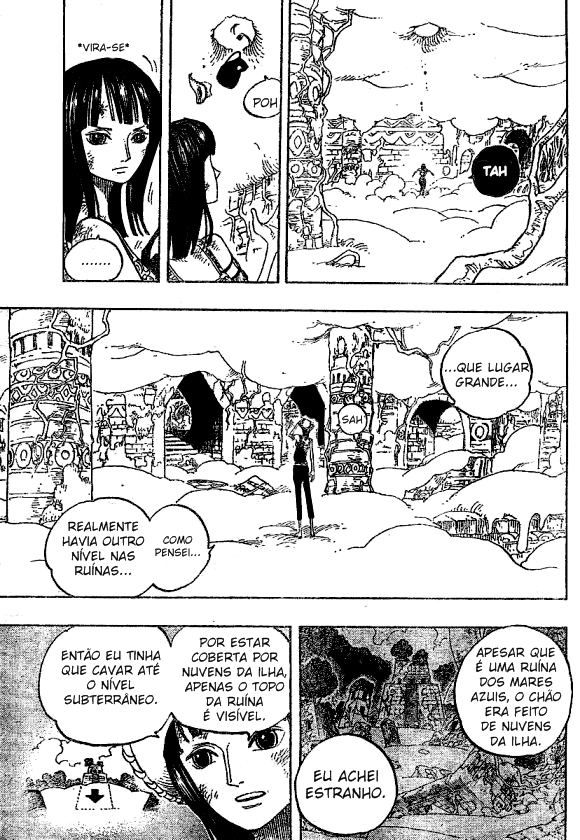 TAH
POH
*VIRA-SE*
........
...QUE LUGAR
GRANDE...
SAH
COMO
PENSEI...
REALMENTE
HAVIA OUTRO
NÍVEL NAS
RUÍNAS...
APESAR QUE
É UMA RUÍNA
DOS MARES
AZUIS, O CHÃO
ERA FEITO
DE NUVENS
DA ILHA.
EU ACHEI
ESTRANHO.
POR ESTAR
COBERTA POR
NUVENS DA ILHA,
APENAS O TOPO
DA RUÍNA
É VISÍVEL.
ENTÃO EU TINHA
QUE CAVAR ATÉ
O NÍVEL
SUBTERRÂNEO.